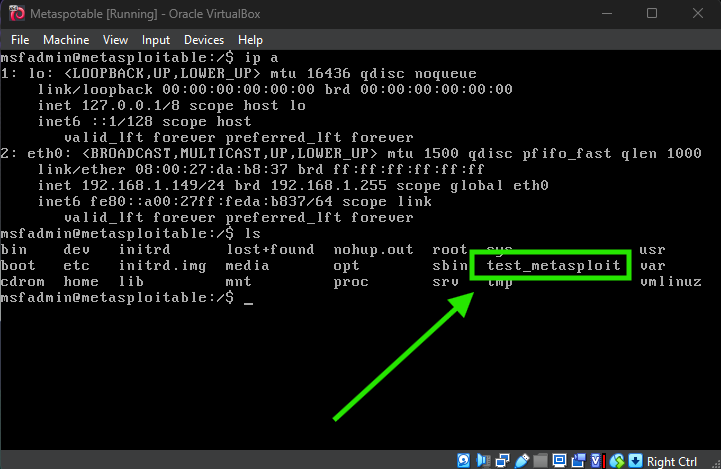 Metaspotable [Running] - Oracle VirtualBox
File Machine View Input Devices Help
msfadmin@metasploitable:/$ ip a
1: lo: <LOOPBACK,UP,LOWER_UP> mtu 16436 qdisc noqueue
    link/loopback 00:00:00:00:00:00 brd 00:00:00:00:00:00
    inet 127.0.0.1/8 scope host lo
    inet6 ::1/128 scope host
       valid_lft forever preferred_lft forever
2: eth0: <BROADCAST,MULTICAST,UP,LOWER_UP> mtu 1500 qdisc pfifo_fast qlen 1000
    link/ether 08:00:27:da:b8:37 brd ff:ff:ff:ff:ff:ff
    inet 192.168.1.149/24 brd 192.168.1.255 scope global eth0
    inet6 fe80::a00:27ff:feda:b837/64 scope link
       valid_lft forever preferred_lft forever
msfadmin@metasploitable:/$ ls
bin    dev   initrd      lost+found  nohup.out  root  sys              usr
boot   etc   initrd.img  media       opt        sbin  test_metasploit  var
cdrom  home  lib         mnt         proc       srv   tmp              vmlinuz
msfadmin@metasploitable:/$ _
Right Ctrl